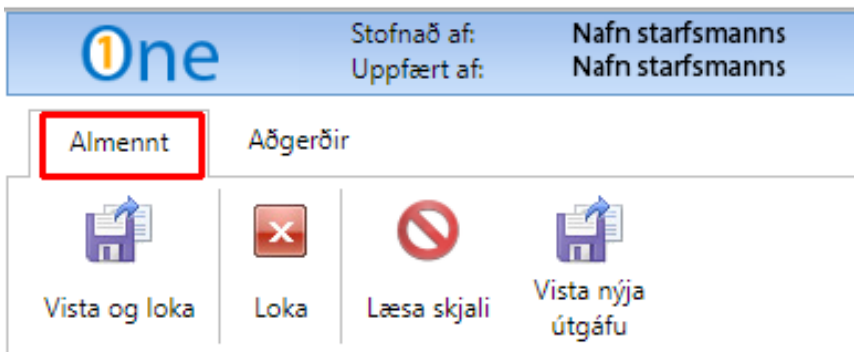 One Stofnað af: Nafn starfsmanns
Uppfært af: Nafn starfsmanns
Almennt Aðgerðir
Vista og loka Loka Læsa skjali Vista nýja
útgáfu